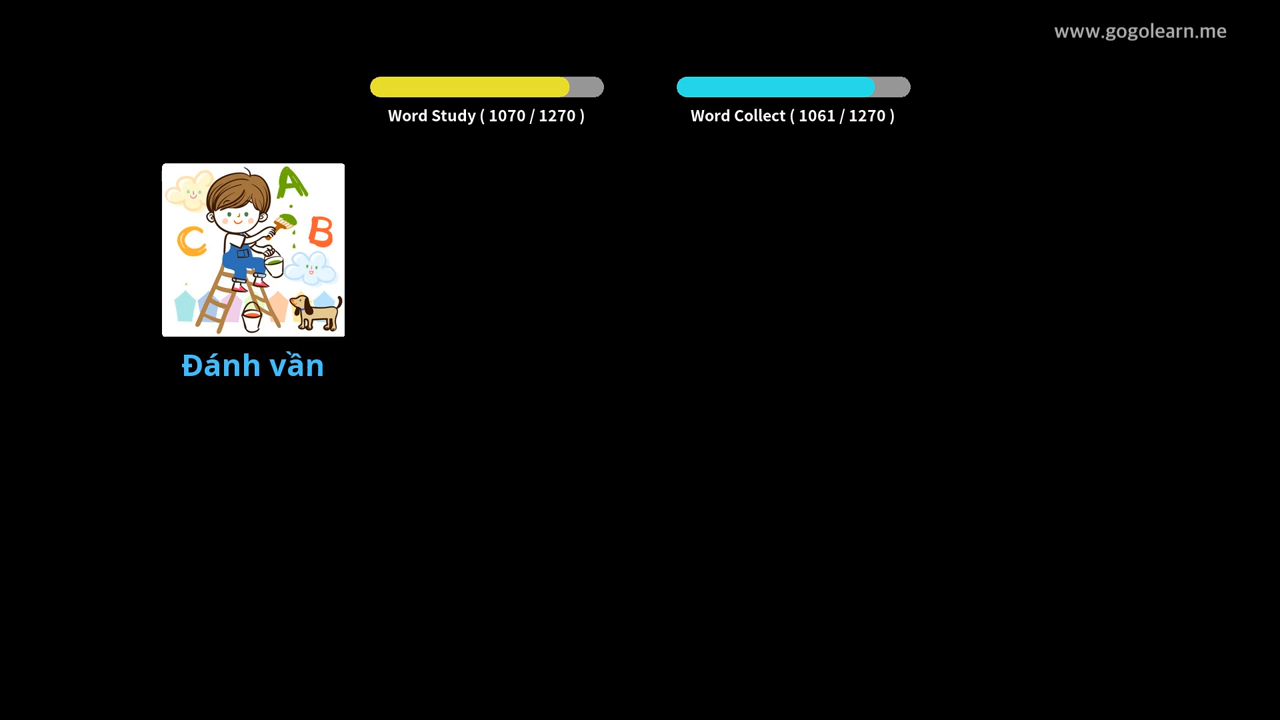 www.gogolearn.me
Word Study ( 1070 / 1270 )
Word Collect ( 1061 / 1270 )
A
B
C
Đánh vần